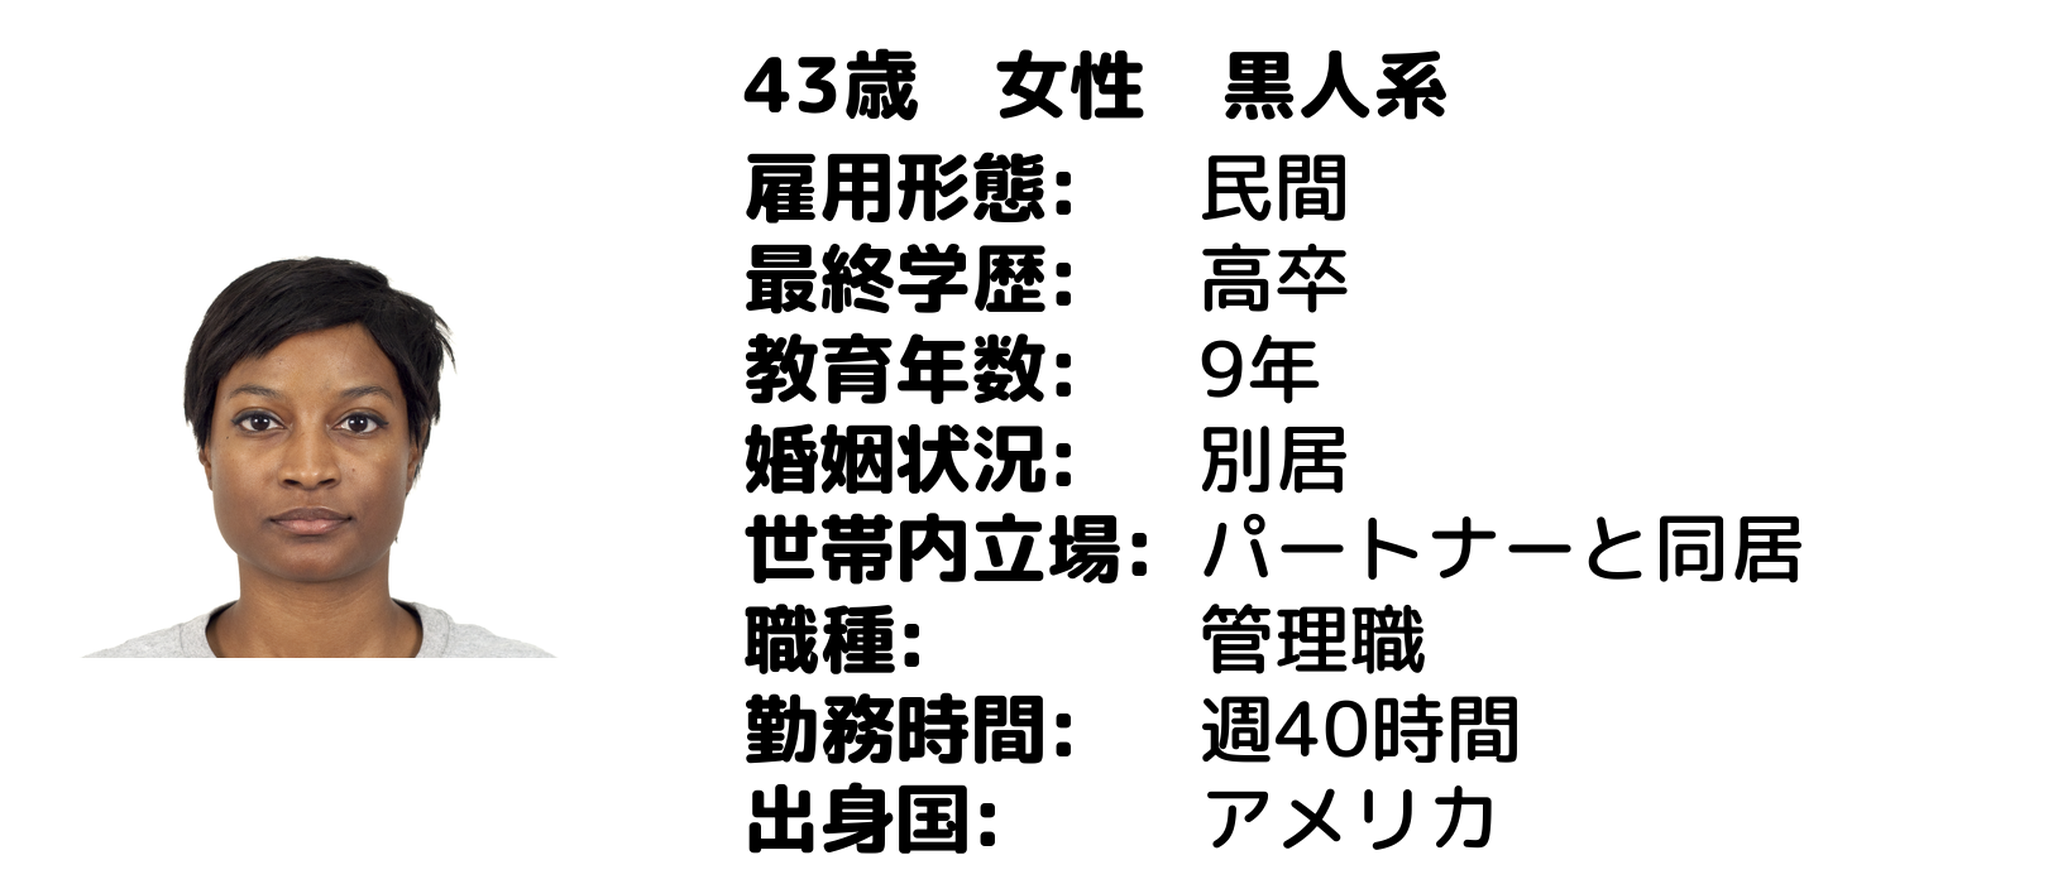 43歳　女性　黒人系
雇用形態:　民間
最終学歴:　高卒
教育年数:　9年
婚姻状況:　別居
世帯内立場:　パートナーと同居
職種:　管理職
勤務時間:　週40時間
出身国:　アメリカ